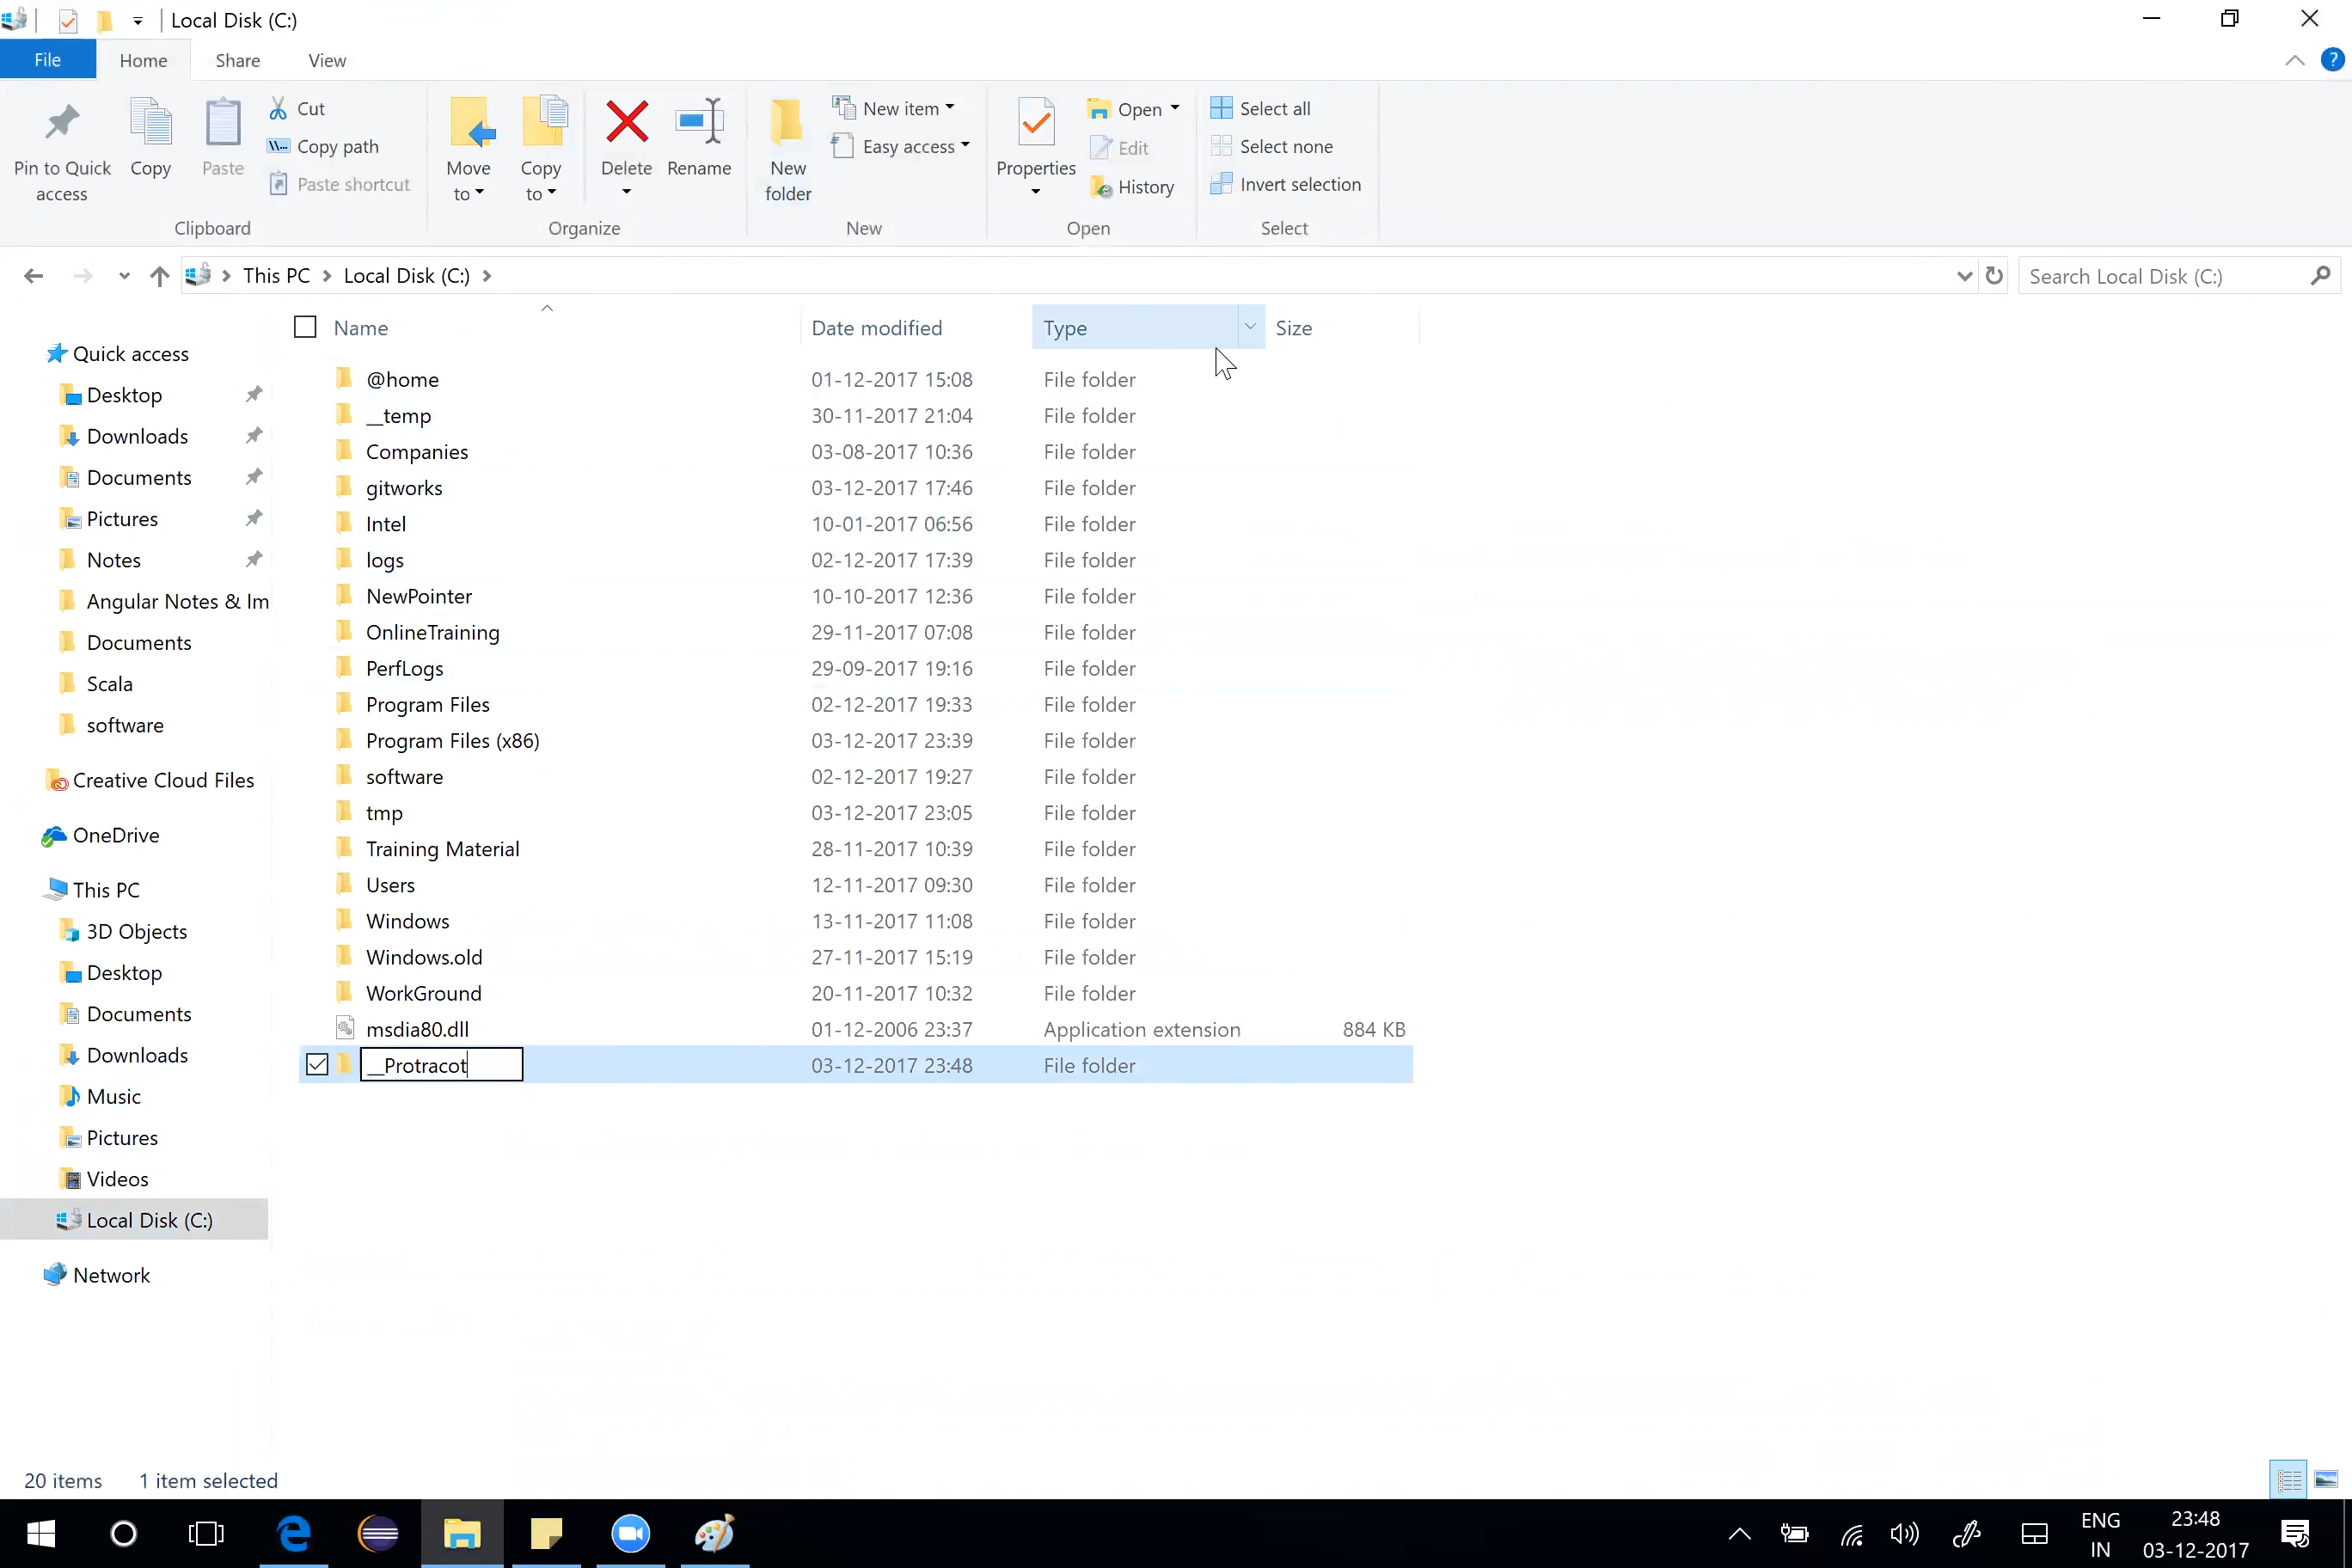 Local Disk (C:)
File Home Share View
Pin to Quick access
Copy
Paste
Cut
Copy path
Paste shortcut
Clipboard
Move to
Copy to
Delete
Rename
Organize
New folder
New item
Easy access
New
Properties
Open
Edit
History
Open
Select all
Select none
Invert selection
Select
This PC Local Disk (C:)
Search Local Disk (C:)
Quick access
Desktop
Downloads
Documents
Pictures
Notes
Angular Notes & Im
Documents
Scala
software
Creative Cloud Files
OneDrive
This PC
3D Objects
Desktop
Documents
Downloads
Music
Pictures
Videos
Local Disk (C:)
Network
Name Date modified Type Size
@home 01-12-2017 15:08 File folder
__temp 30-11-2017 21:04 File folder
Companies 03-08-2017 10:36 File folder
gitworks 03-12-2017 17:46 File folder
Intel 10-01-2017 06:56 File folder
logs 02-12-2017 17:39 File folder
NewPointer 10-10-2017 12:36 File folder
OnlineTraining 29-11-2017 07:08 File folder
PerfLogs 29-09-2017 19:16 File folder
Program Files 02-12-2017 19:33 File folder
Program Files (x86) 03-12-2017 23:39 File folder
software 02-12-2017 19:27 File folder
tmp 03-12-2017 23:05 File folder
Training Material 28-11-2017 10:39 File folder
Users 12-11-2017 09:30 File folder
Windows 13-11-2017 11:08 File folder
Windows.old 27-11-2017 15:19 File folder
WorkGround 20-11-2017 10:32 File folder
msdia80.dll 01-12-2006 23:37 Application extension 884 KB
__Protracot 03-12-2017 23:48 File folder
20 items 1 item selected
ENG IN
23:48
03-12-2017